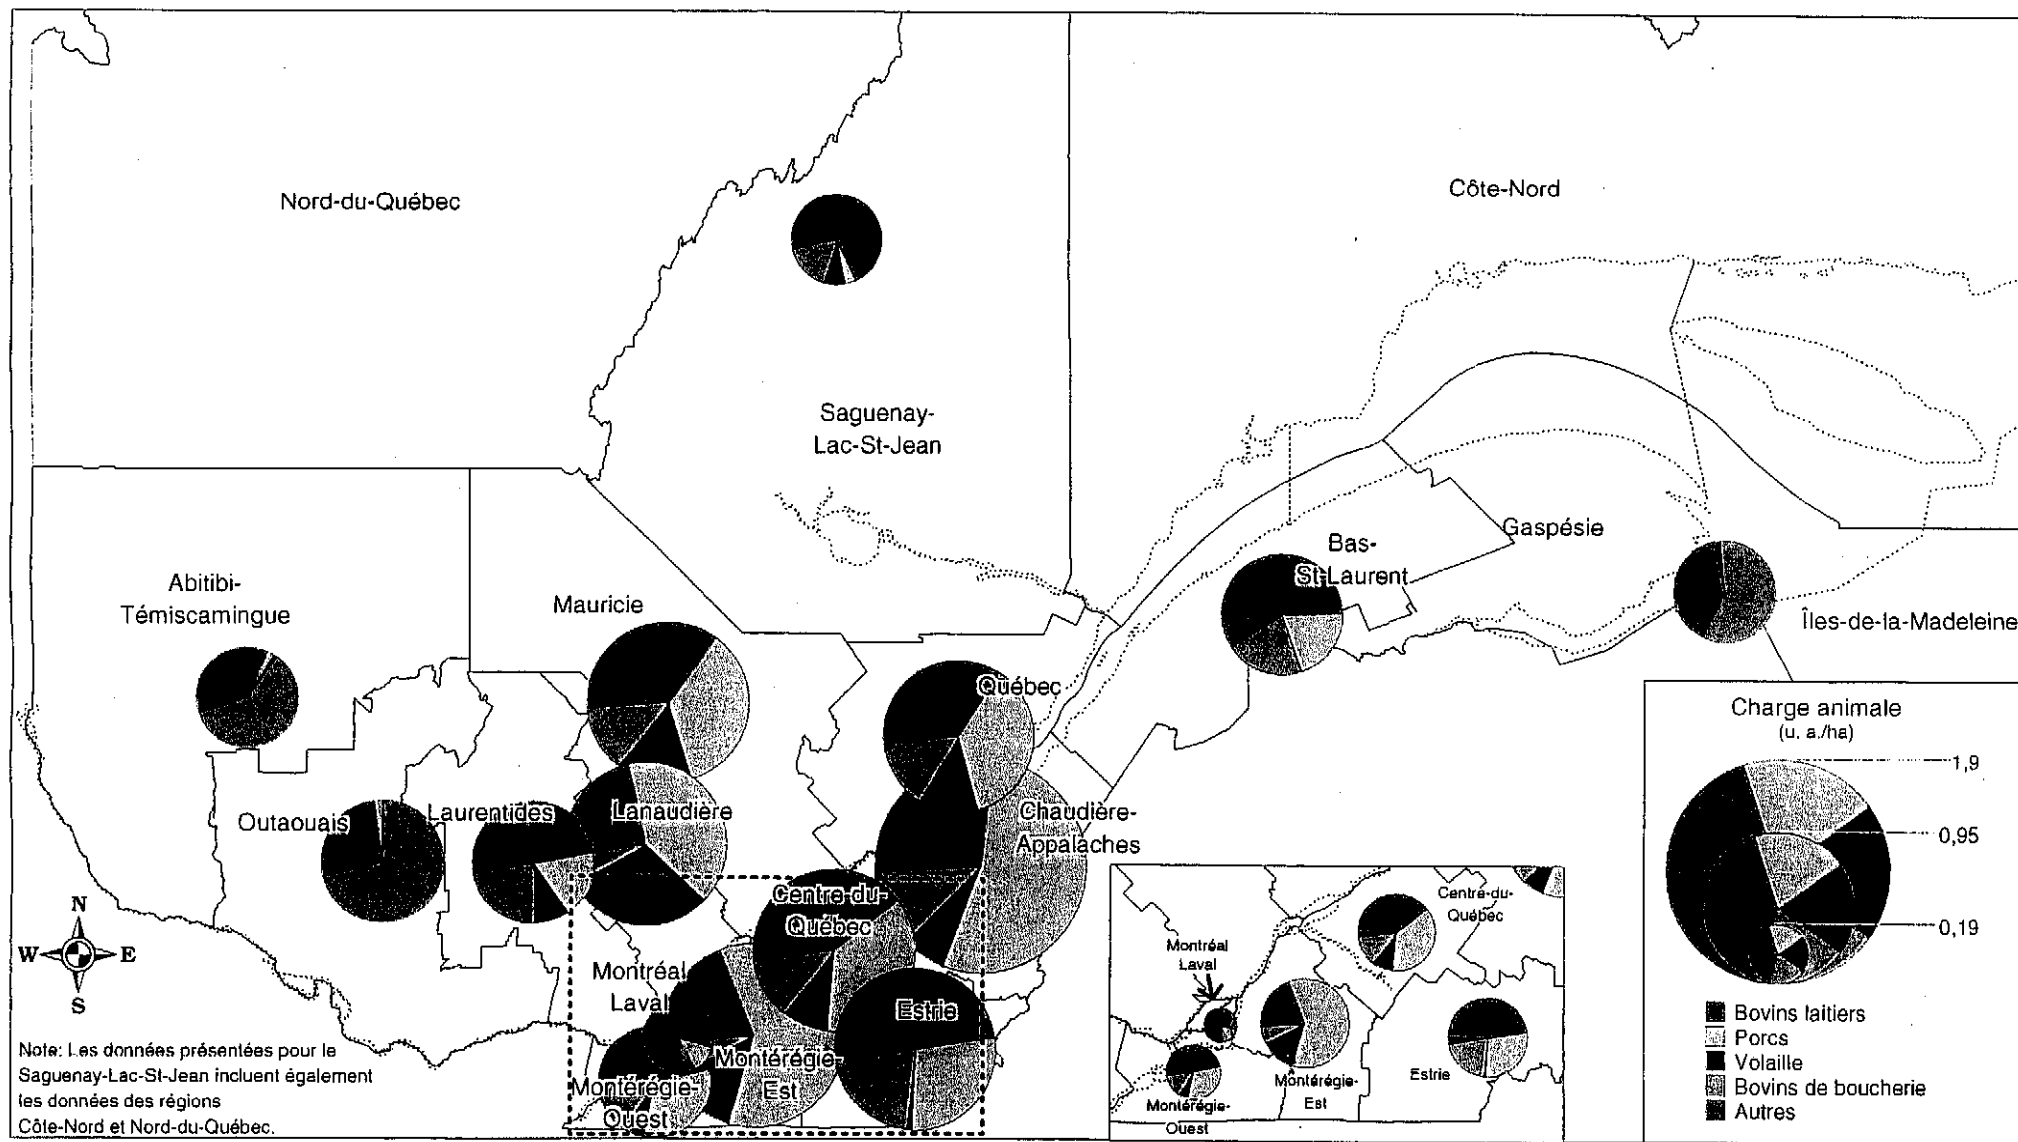 Nord-du-Québec
Côte-Nord
Saguenay-
Lac-St-Jean
Gaspésie
Bas-
St-Laurent
Abitibi-
Témiscamingue
Mauricie
Îles-de-la-Madeleine
Québec
Outaouais
Laurentides
Lanaudière
Chaudière-
Appalaches
Centre-du-
Québec
Estrie
Montréal
Laval
Montérégie-
Est
Montérégie-
Ouest
N
W
E
S
Note: Les données présentées pour le
Saguenay-Lac-St-Jean incluent également
les données des régions
Côte-Nord et Nord-du-Québec.
Centre-du-
Québec
Montréal
Laval
Estrie
Montérégie-
Est
Montérégie-
Ouest
Charge animale
(u. a./ha)
1,9
0,95
0,19
Bovins laitiers
Porcs
Volaille
Bovins de boucherie
Autres